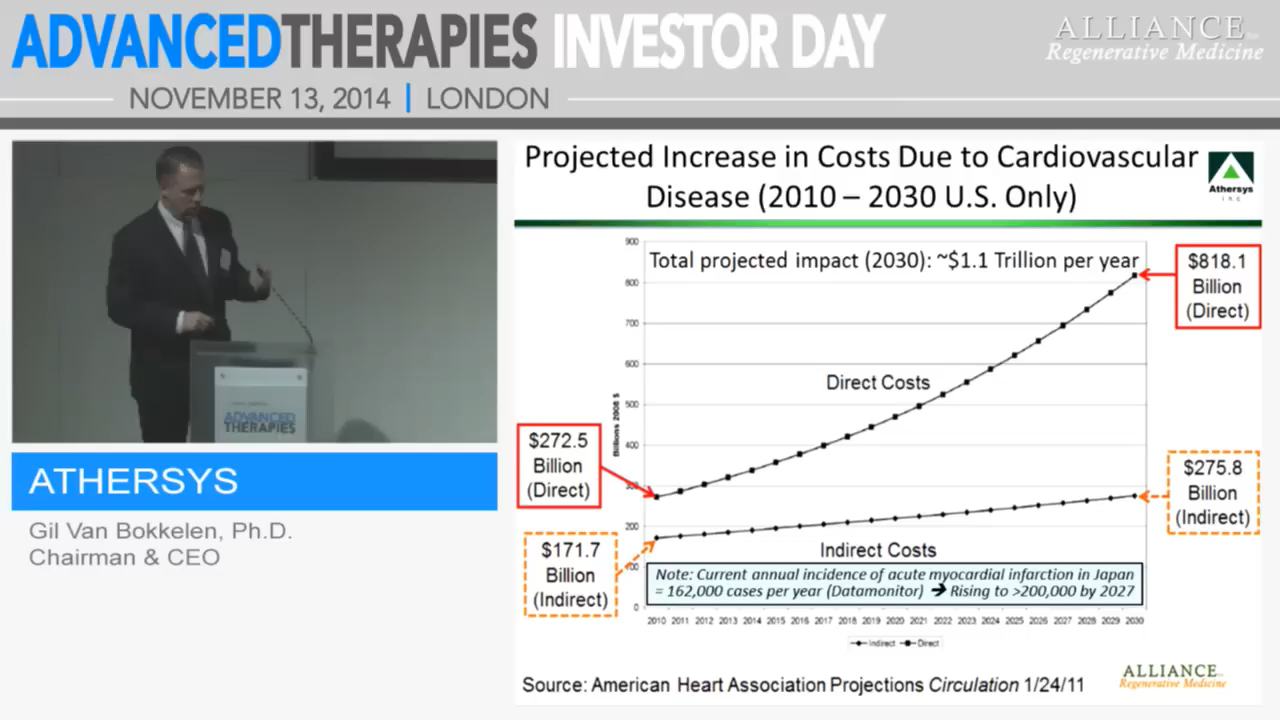 ADVANCEDTHERAPIES INVESTOR DAY
NOVEMBER 13, 2014 | LONDON
ALLIANCE
Regenerative Medicine
ADVANCED
THERAPIES
ATHERSYS
Gil Van Bokkelen, Ph.D.
Chairman & CEO
Projected Increase in Costs Due to Cardiovascular
Disease (2010 – 2030 U.S. Only)
Athersys
inc
Total projected impact (2030): ~$1.1 Trillion per year
$818.1
Billion
(Direct)
Direct Costs
$272.5
Billion
(Direct)
$275.8
Billion
(Indirect)
$171.7
Billion
(Indirect)
Indirect Costs
Note: Current annual incidence of acute myocardial infarction in Japan
= 162,000 cases per year (Datamonitor) ➔ Rising to >200,000 by 2027
Billions 2008 $
900
800
700
600
500
400
300
200
00
0
2010 2011 2012 2013 2014 2015 2016 2017 2018 2019 2020 2021 2022 2023 2024 2025 2026 2027 2028 2029 2030
Indirect Direct
Source: American Heart Association Projections Circulation 1/24/11
ALLIANCE
Regenerative Medicine